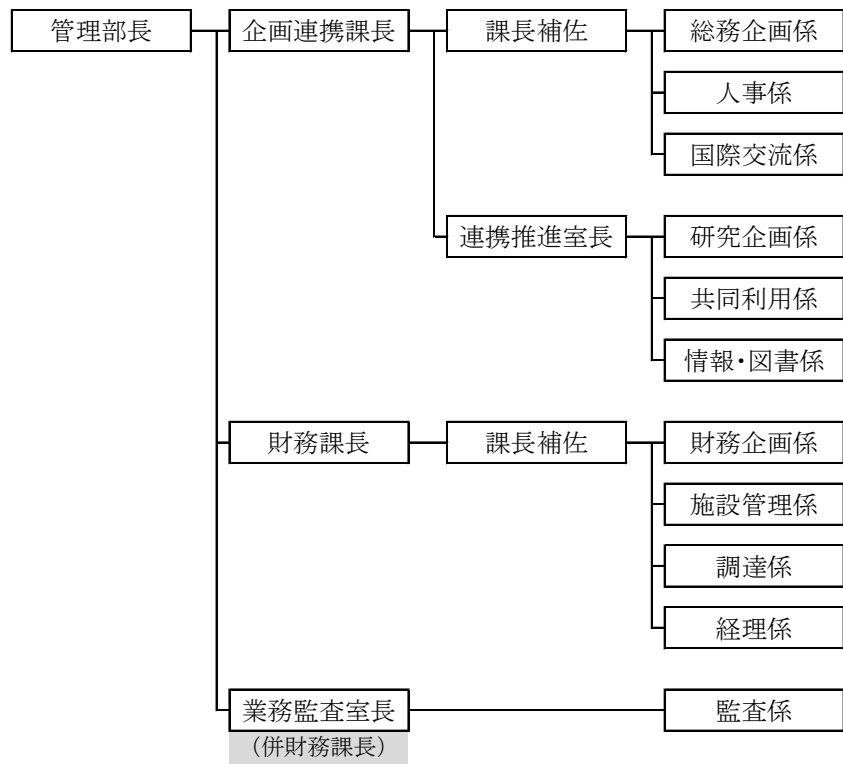 管理部長
企画連携課長
課長補佐
総務企画係
人事係
国際交流係
連携推進室長
研究企画係
共同利用係
情報・図書係
財務課長
課長補佐
財務企画係
施設管理係
調達係
経理係
業務監査室長
（併財務課長）
監査係